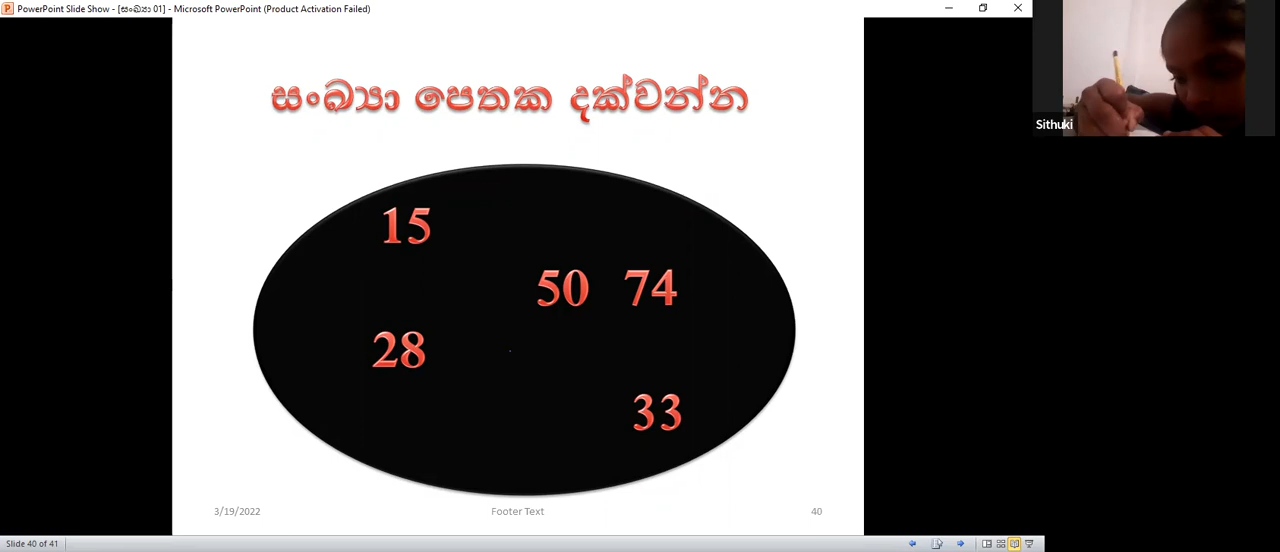 PowerPoint Slide Show - [සංඛ්‍යා 01] - Microsoft PowerPoint (Product Activation Failed)
Sithuki
සංඛ්‍යා පෙතක දක්වන්න
15
50 74
28
33
3/19/2022 Footer Text 40
Slide 40 of 41